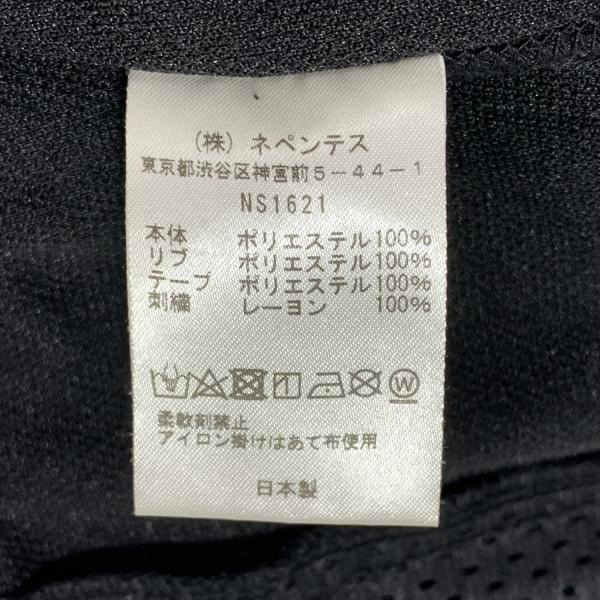 (株) ネペンテス
東京都渋谷区神宮前5-44-1
NS1621
本体 ポリエステル100%
リブ ポリエステル100%
テープ ポリエステル100%
刺繍 レーヨン 100%
W
柔軟剤禁止
アイロン掛けはあて布使用
日本製